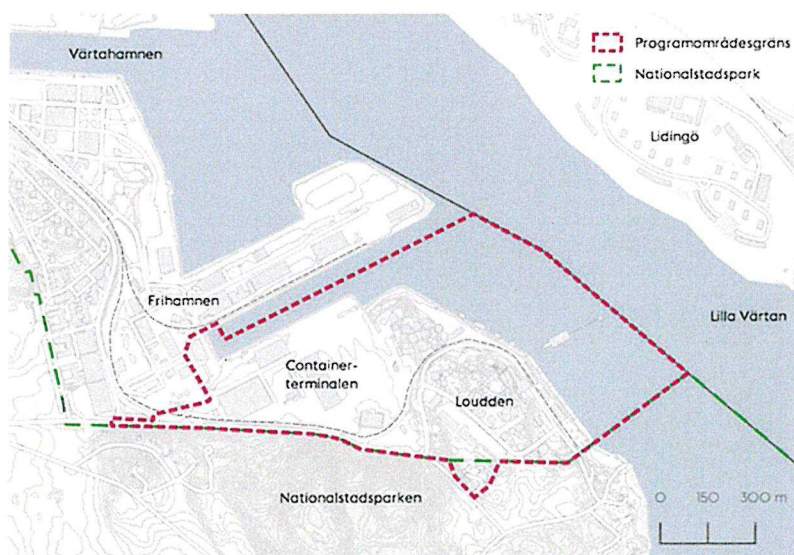 Värtahamnen
Programområdesgräns
Nationalstadspark
Lidingö
Frihamnen
Lilla Värtan
Container-
terminalen
Loudden
Nationalstadsparken
0 150 300 m